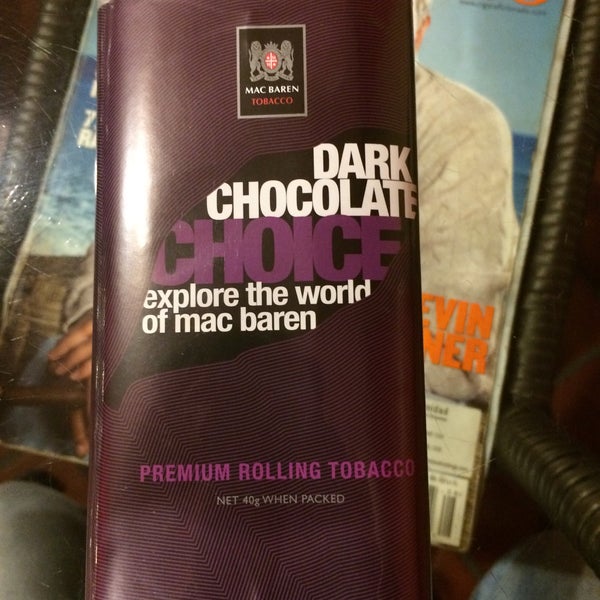 MAC BAREN
TOBACCO
DARK
CHOCOLATE
CHOICE
explore the world
of mac baren
PREMIUM ROLLING TOBACCO
NET 40g WHEN PACKED
EVIN
NER